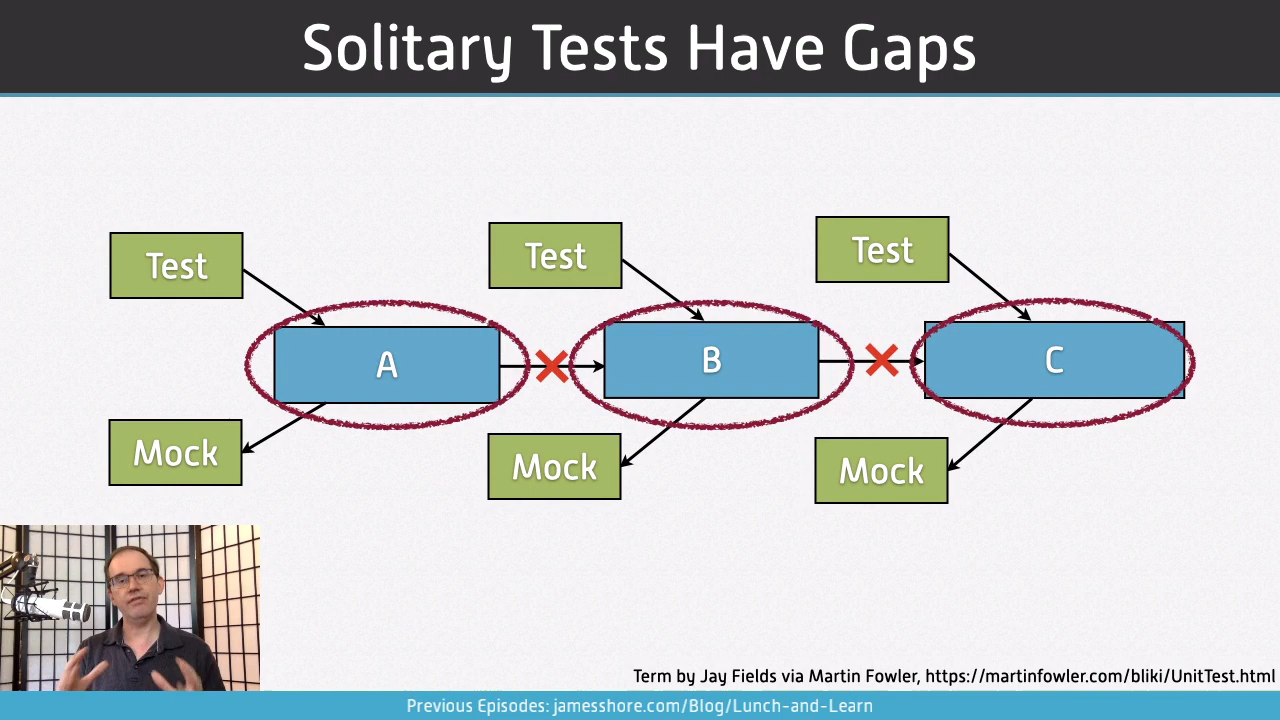 Solitary Tests Have Gaps
Test
Test
Test
A
B
C
Mock
Mock
Mock
Term by Jay Fields via Martin Fowler, https://martinfowler.com/bliki/UnitTest.html
Previous Episodes: jamesshore.com/Blog/Lunch-and-Learn